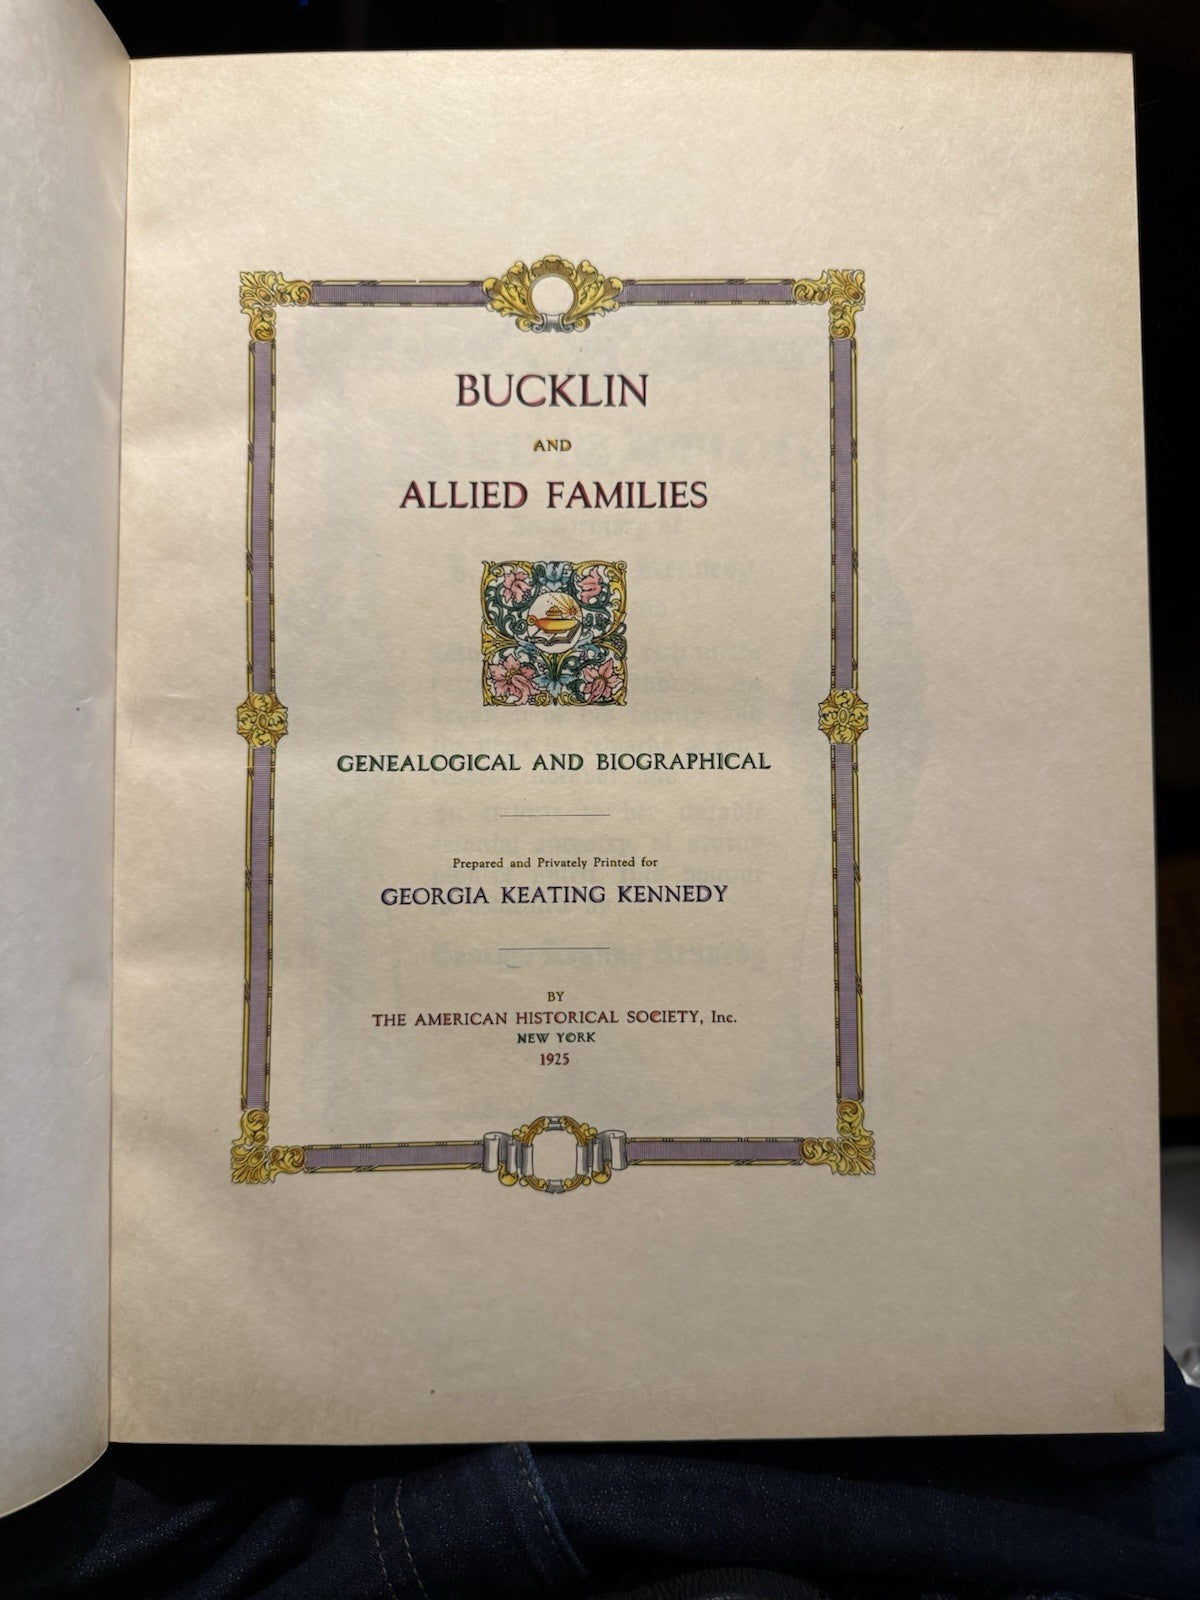 BUCKLIN
AND
ALLIED FAMILIES
GENEALOGICAL AND BIOGRAPHICAL
Prepared and Privately Printed for
GEORGIA KEATING KENNEDY
BY
THE AMERICAN HISTORICAL SOCIETY, Inc.
NEW YORK
1925